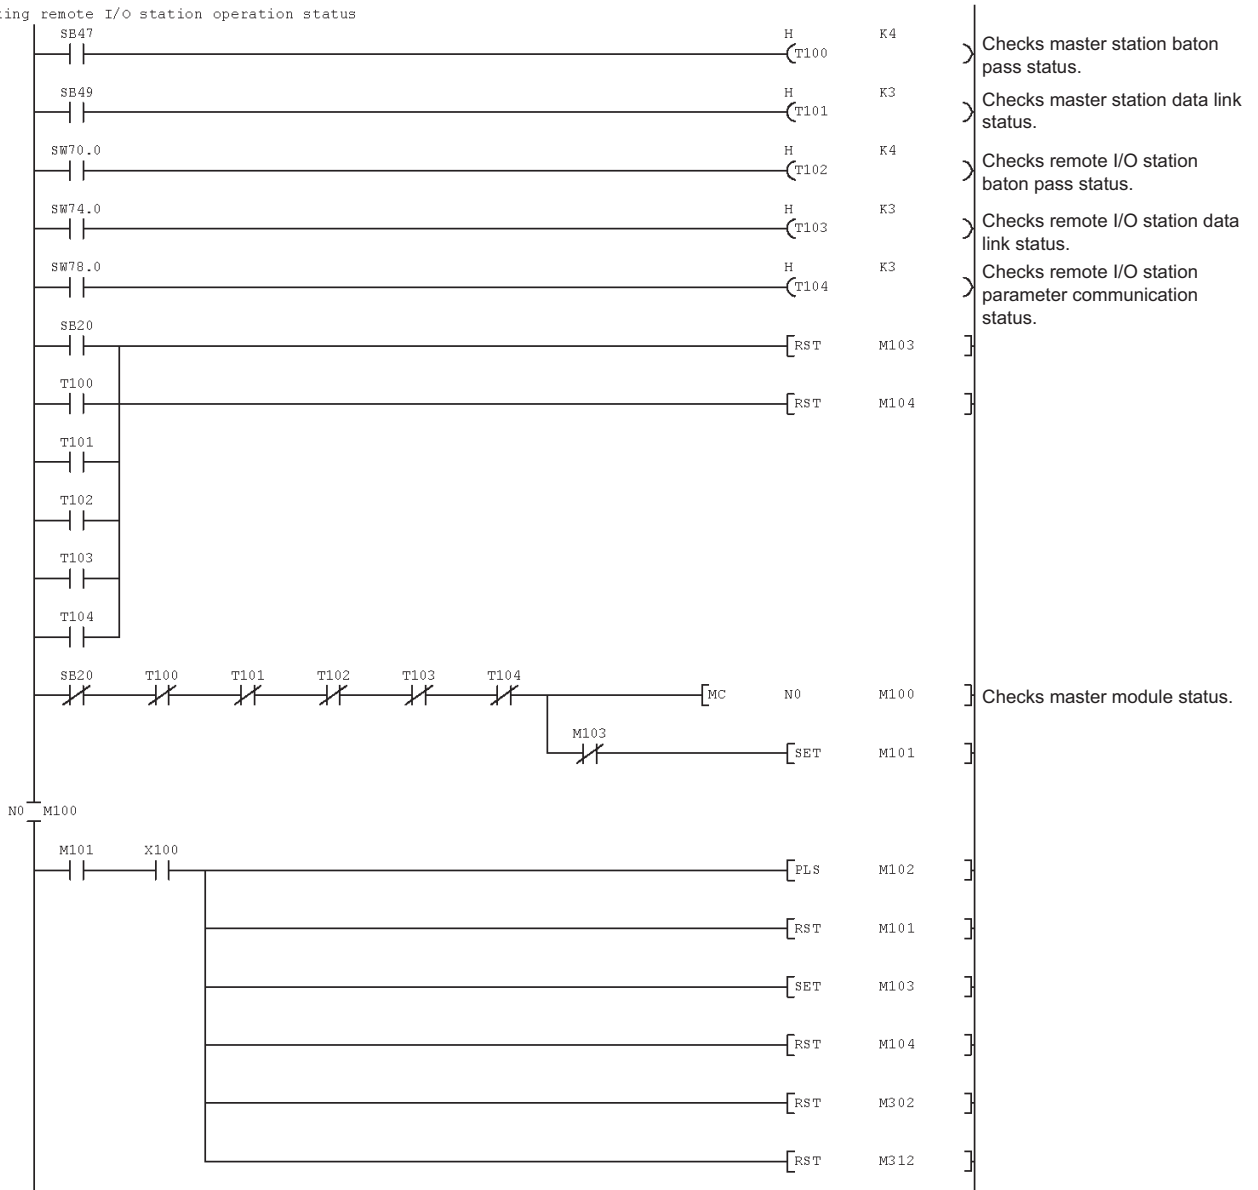 ing remote I/O station operation status
SB47 H K4
T100
Checks master station baton
pass status.
SB49 H K3
T101
Checks master station data link
status.
SW70.0 H K4
T102
Checks remote I/O station
baton pass status.
SW74.0 H K3
T103
Checks remote I/O station data
link status.
SW78.0 H K3
T104
Checks remote I/O station
parameter communication
status.
SB20
RST M103
T100
RST M104
T101
T102
T103
T104
SB20 T100 T101 T102 T103 T104
MC N0 M100
Checks master module status.
M103
SET M101
N0 M100
M101 X100
PLS M102
RST M101
SET M103
RST M104
RST M302
RST M312